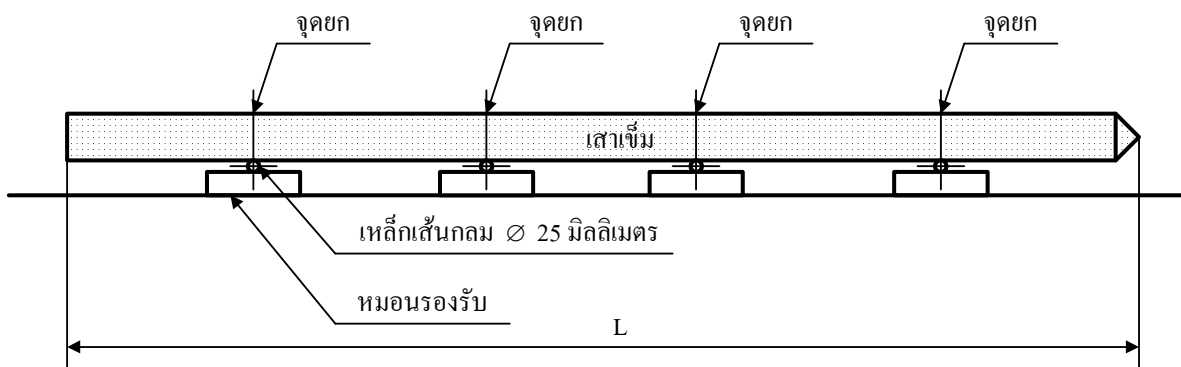 จุดยก จุดยก จุดยก จุดยก
เสาเข็ม
เหล็กเส้นกลม ∅ 25 มิลลิเมตร
หมอนรองรับ
L